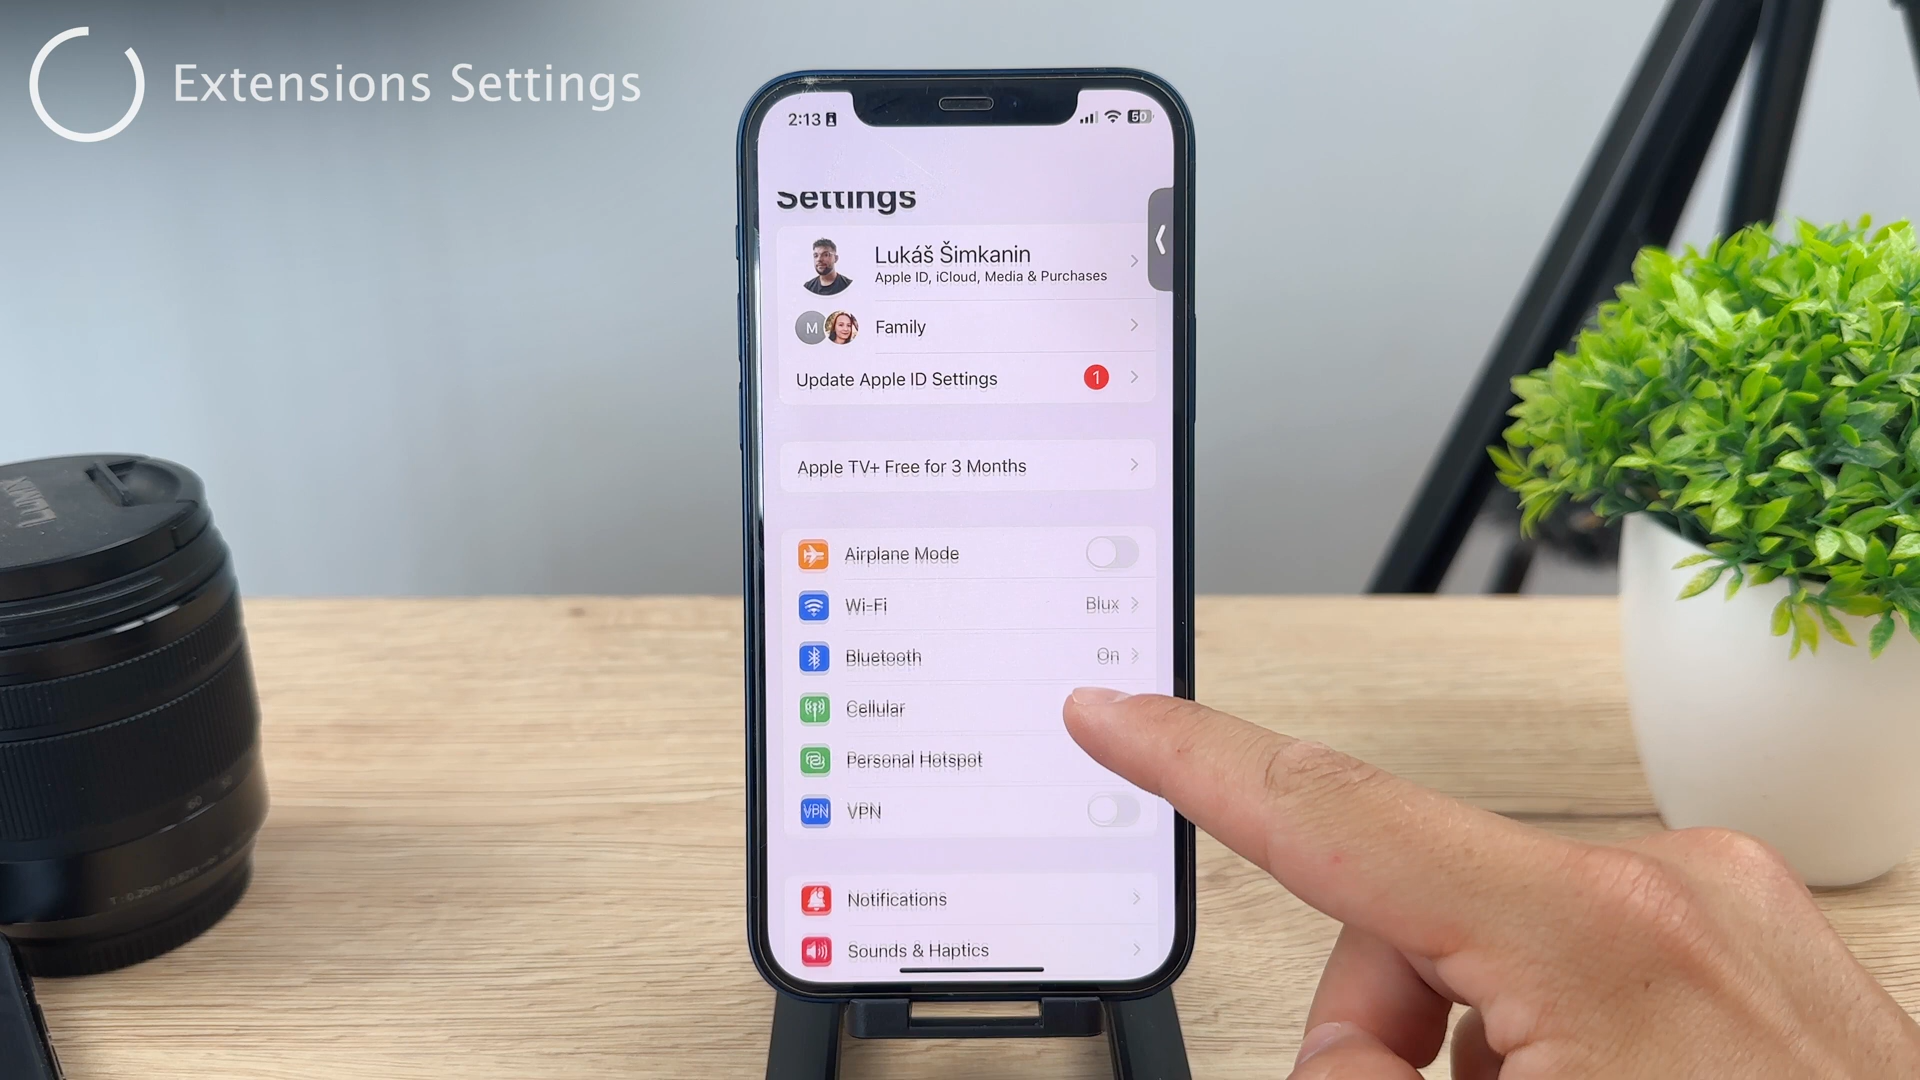 Extensions Settings
2:13
50
Settings
Lukáš Šimkanin
Apple ID, iCloud, Media & Purchases
M
Family
Update Apple ID Settings
1
Apple TV+ Free for 3 Months
Airplane Mode
Wi-Fi
Blux
Bluetooth
On
Cellular
Personal Hotspot
VPN
VPN
Notifications
Sounds & Haptics
LUMIX